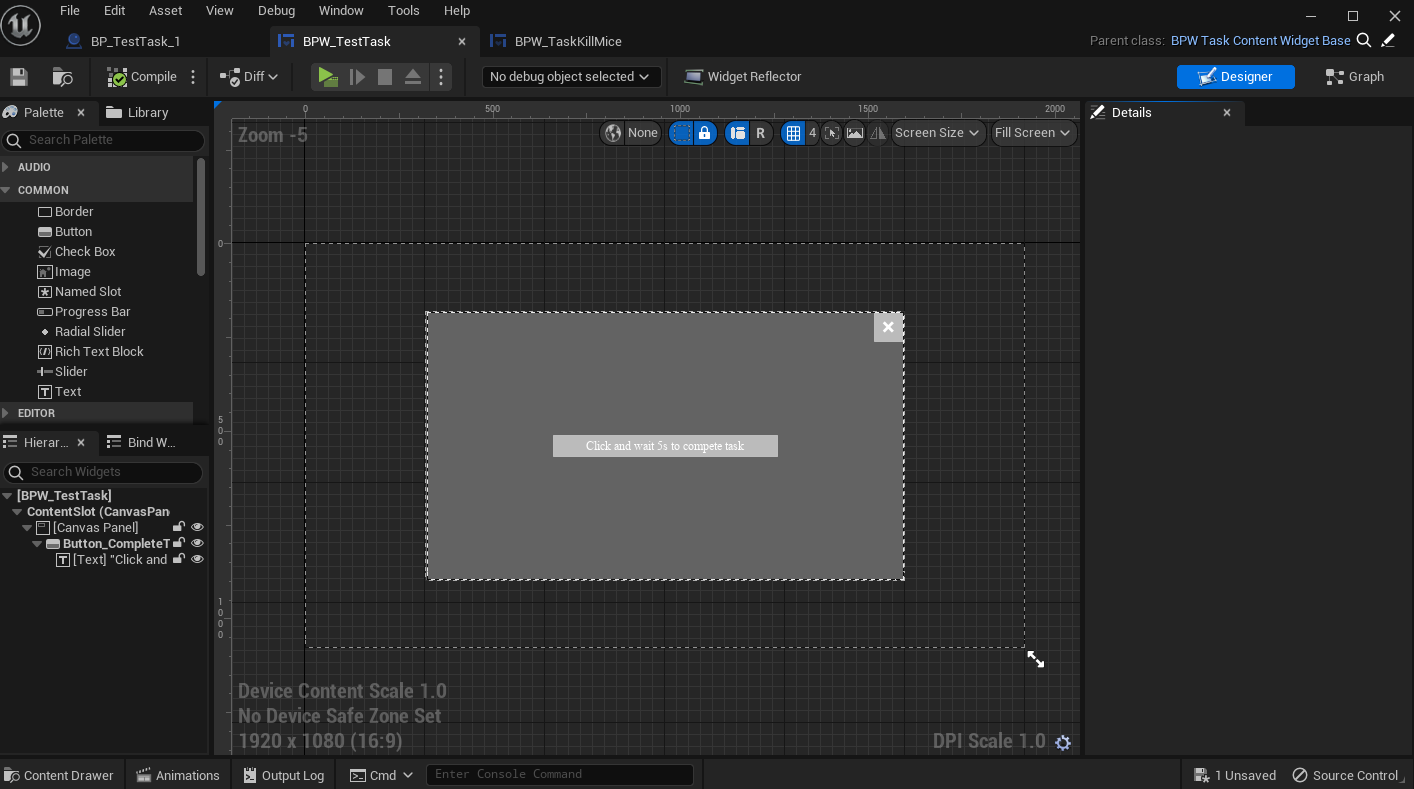 File Edit Asset View Debug Window Tools Help
BP_TestTask_1 BPW_TestTask BPW_TaskKillMice Parent class: BPW Task Content Widget Base
Compile Diff No debug object selected Widget Reflector Designer Graph
Palette Library Details
Search Palette
AUDIO
COMMON
Border
Button
Check Box
Image
Named Slot
Progress Bar
Radial Slider
Rich Text Block
Slider
Text
EDITOR
Hierar... Bind W...
Search Widgets
[BPW_TestTask]
ContentSlot (CanvasPan
[Canvas Panel]
Button_CompleteT
[Text] "Click and
0 500 1000 1500 2000
Zoom -5 None R 4 Screen Size Fill Screen
0
500
1000
Click and wait 5s to compete task
Device Content Scale 1.0
No Device Safe Zone Set
1920 x 1080 (16:9) DPI Scale 1.0
Content Drawer Animations Output Log Cmd Enter Console Command 1 Unsaved Source Control